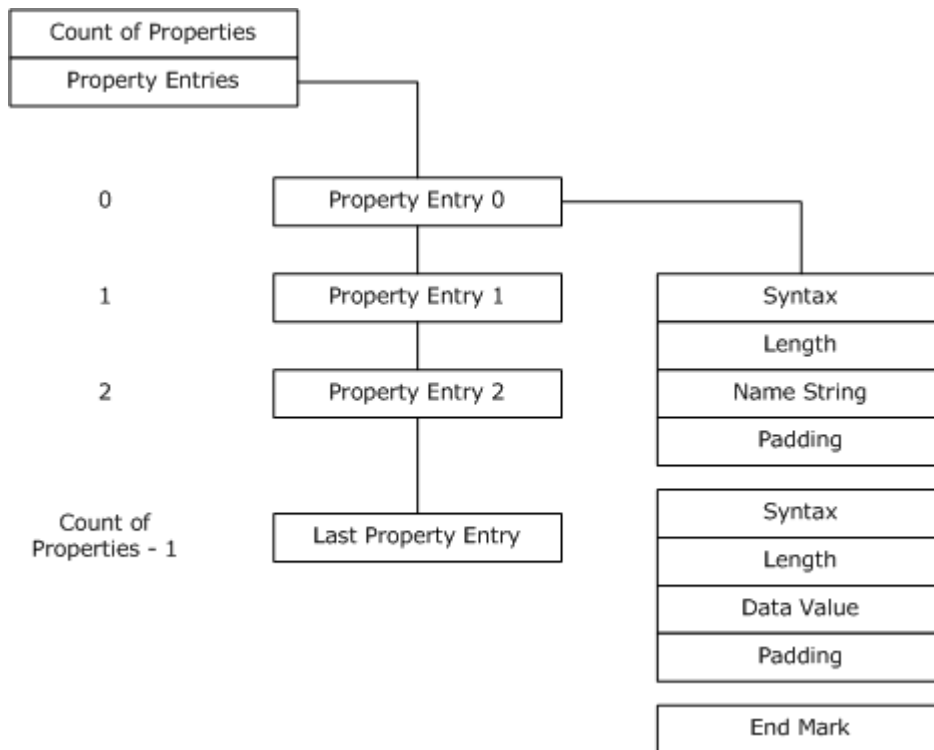 Count of Properties
Property Entries
0
Property Entry 0
1
Property Entry 1
2
Property Entry 2
Count of
Properties - 1
Last Property Entry
Syntax
Length
Name String
Padding
Syntax
Length
Data Value
Padding
End Mark